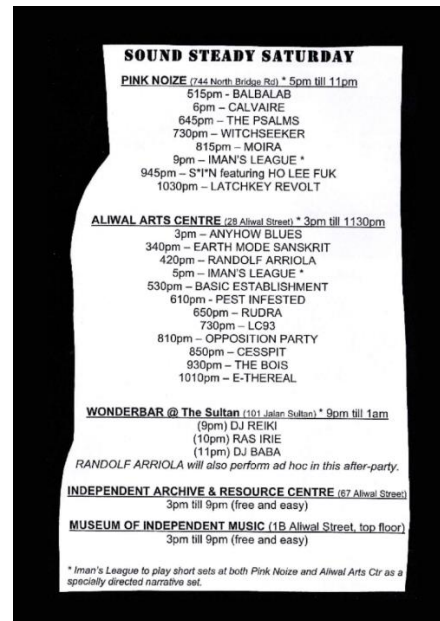 SOUND STEADY SATURDAY
PINK NOIZE (744 North Bridge Rd) * 5pm till 11pm
515pm - BALBALAB
6pm – CALVAIRE
645pm – THE PSALMS
730pm – WITCHSEEKER
815pm – MOIRA
9pm – IMAN'S LEAGUE *
945pm – S*I*N featuring HO LEE FUK
1030pm – LATCHKEY REVOLT
ALIWAL ARTS CENTRE (28 Aliwal Street) * 3pm till 1130pm
3pm – ANYHOW BLUES
340pm – EARTH MODE SANSKRIT
420pm – RANDOLF ARRIOLA
5pm – IMAN'S LEAGUE *
530pm – BASIC ESTABLISHMENT
610pm - PEST INFESTED
650pm – RUDRA
730pm – LC93
810pm – OPPOSITION PARTY
850pm – CESSPIT
930pm – THE BOIS
1010pm – E-THEREAL
WONDERBAR @ The Sultan (101 Jalan Sultan) * 9pm till 1am
(9pm) DJ REIKI
(10pm) RAS IRIE
(11pm) DJ BABA
RANDOLF ARRIOLA will also perform ad hoc in this after-party.
INDEPENDENT ARCHIVE & RESOURCE CENTRE (67 Aliwal Street)
3pm till 9pm (free and easy)
MUSEUM OF INDEPENDENT MUSIC (1B Aliwal Street, top floor)
3pm till 9pm (free and easy)
* Iman's League to play short sets at both Pink Noize and Aliwal Arts Ctr as a
specially directed narrative set.